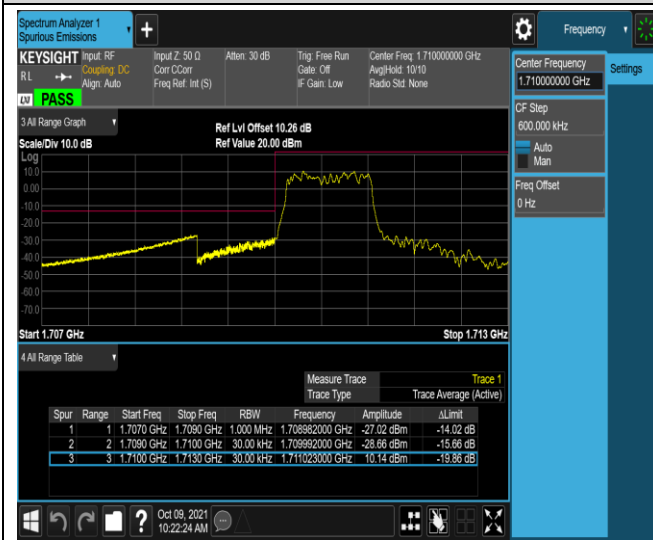 Spectrum Analyzer 1
Spurious Emissions
Frequency
KEYSIGHT Input: RF Input Z: 50 Ω Atten: 30 dB Trig: Free Run Center Freq: 1.710000000 GHz
RL Coupling: DC Corr CCorr Gate: Off Avg|Hold: 10/10
Align: Auto Freq Ref: Int (S) IF Gain: Low Radio Std: None
LXI PASS
Center Frequency
1.710000000 GHz
Settings
CF Step
600.000 kHz
Auto
Man
Freq Offset
0 Hz
3 All Range Graph
Ref Lvl Offset 10.26 dB
Scale/Div 10.0 dB Ref Value 20.00 dBm
Log
10.0
0.00
-10.0
-20.0
-30.0
-40.0
-50.0
-60.0
-70.0
Start 1.707 GHz Stop 1.713 GHz
4 All Range Table
Measure Trace Trace 1
Trace Type Trace Average (Active)
Spur Range Start Freq Stop Freq RBW Frequency Amplitude ΔLimit
1 1 1.7070 GHz 1.7090 GHz 1.000 MHz 1.708982000 GHz -27.02 dBm -14.02 dB
2 2 1.7090 GHz 1.7100 GHz 30.00 kHz 1.709992000 GHz -28.66 dBm -15.66 dB
3 3 1.7100 GHz 1.7130 GHz 30.00 kHz 1.711023000 GHz 10.14 dBm -19.86 dB
Oct 09, 2021
10:22:24 AM